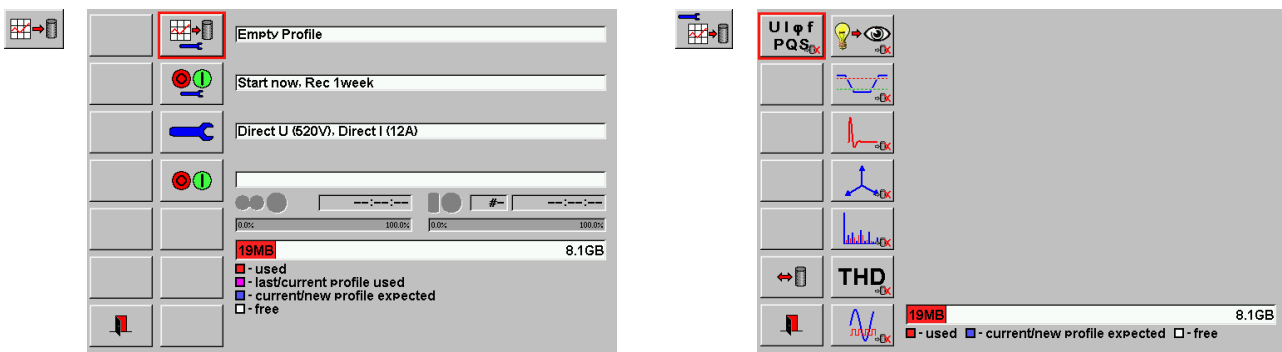 Empty Profile
Start now, Rec 1week
Direct U (520V), Direct I (12A)
--:--:-- #- --:--:--
0.0% 100.0% 0.0% 100.0%
19MB 8.1GB
- used
- last/current profile used
- current/new profile expected
- free
U I φ f
PQS
THD
19MB 8.1GB
- used - current/new profile expected - free